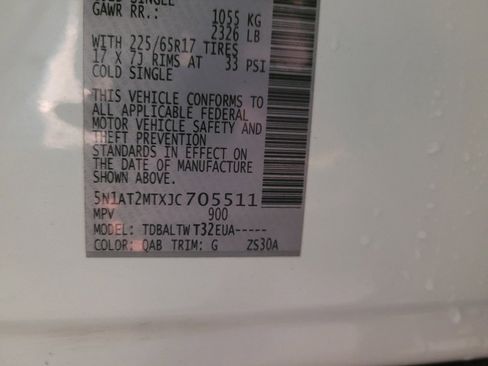 COLD SINGLE
GAWR RR.: 1055 KG
2326 LB
WITH 225/65R17 TIRES
17 X 7J RIMS AT 33 PSI
COLD SINGLE
THIS VEHICLE CONFORMS TO
ALL APPLICABLE FEDERAL
MOTOR VEHICLE SAFETY AND
THEFT PREVENTION
STANDARDS IN EFFECT ON
THE DATE OF MANUFACTURE
SHOWN ABOVE.
5N1AT2MTXJC705511
MPV 900
MODEL: TDBALTW T32EUA-----
COLOR: QAB TRIM: G ZS30A